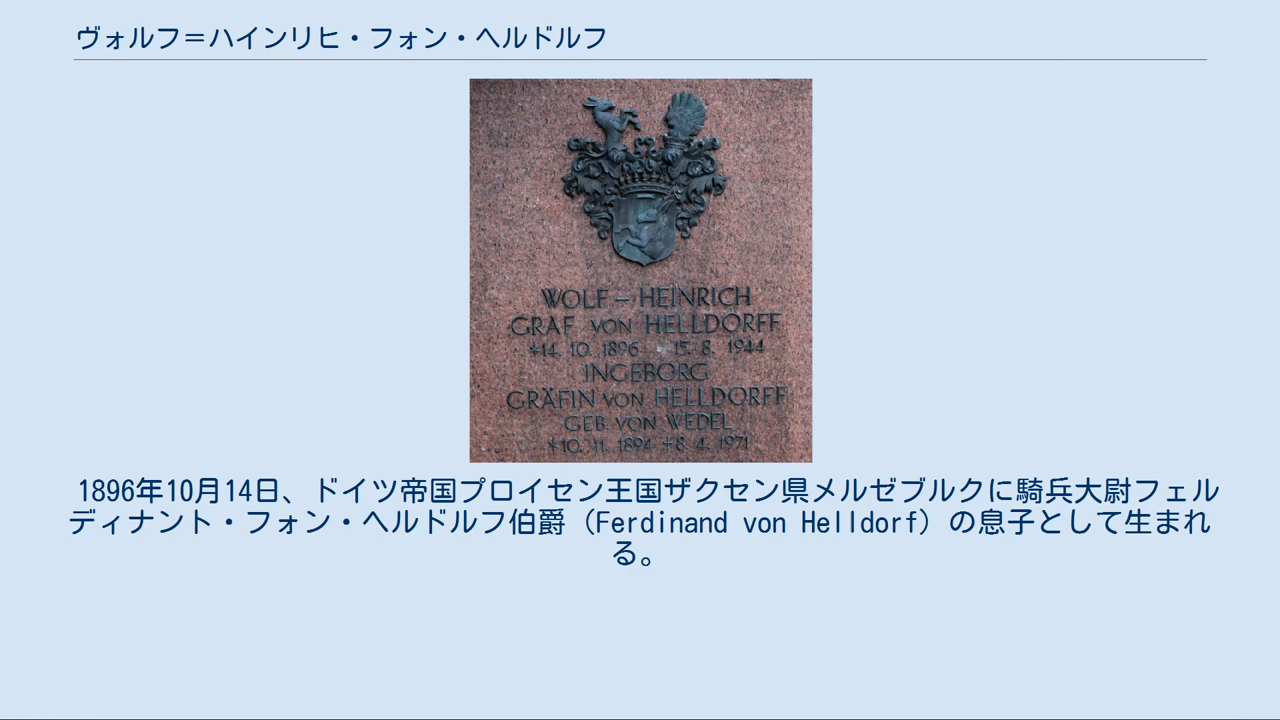 ヴォルフ＝ハインリヒ・フォン・ヘルドルフ
WOLF – HEINRICH
GRAF VON HELLDORFF
*14. 10. 1896 15. 8. 1944
INGEBORG
GRÄFIN VON HELLDORFF
GEB. VON WEDEL
*10. 11. 1894 +8. 4. 1971
1896年10月14日、ドイツ帝国プロイセン王国ザクセン県メルゼブルクに騎兵大尉フェル
ディナント・フォン・ヘルドルフ伯爵（Ferdinand von Helldorf）の息子として生まれ
る。